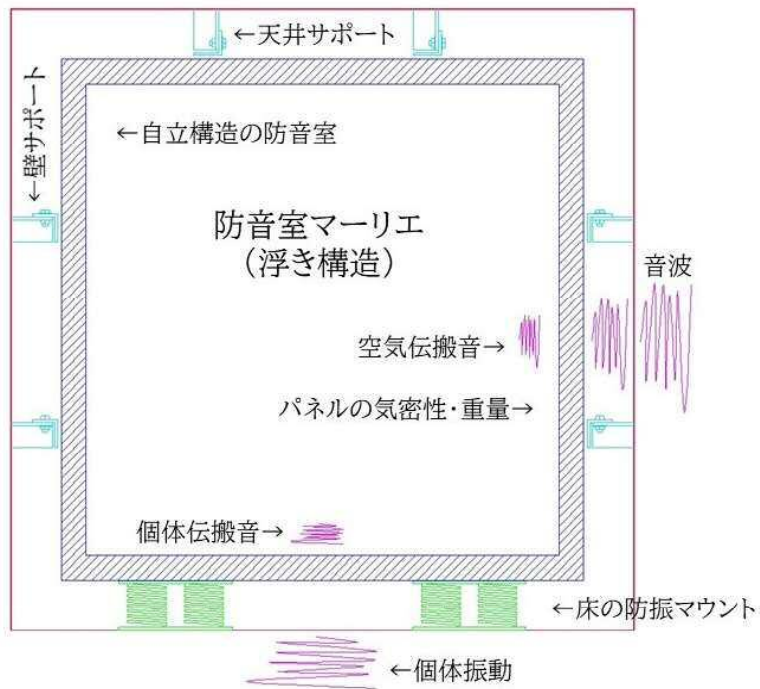 ←天井サポート
←壁サポート
←自立構造の防音室
防音室マーリエ
（浮き構造）
音波
空気伝搬音→
パネルの気密性・重量→
個体伝搬音→
←床の防振マウント
←個体振動